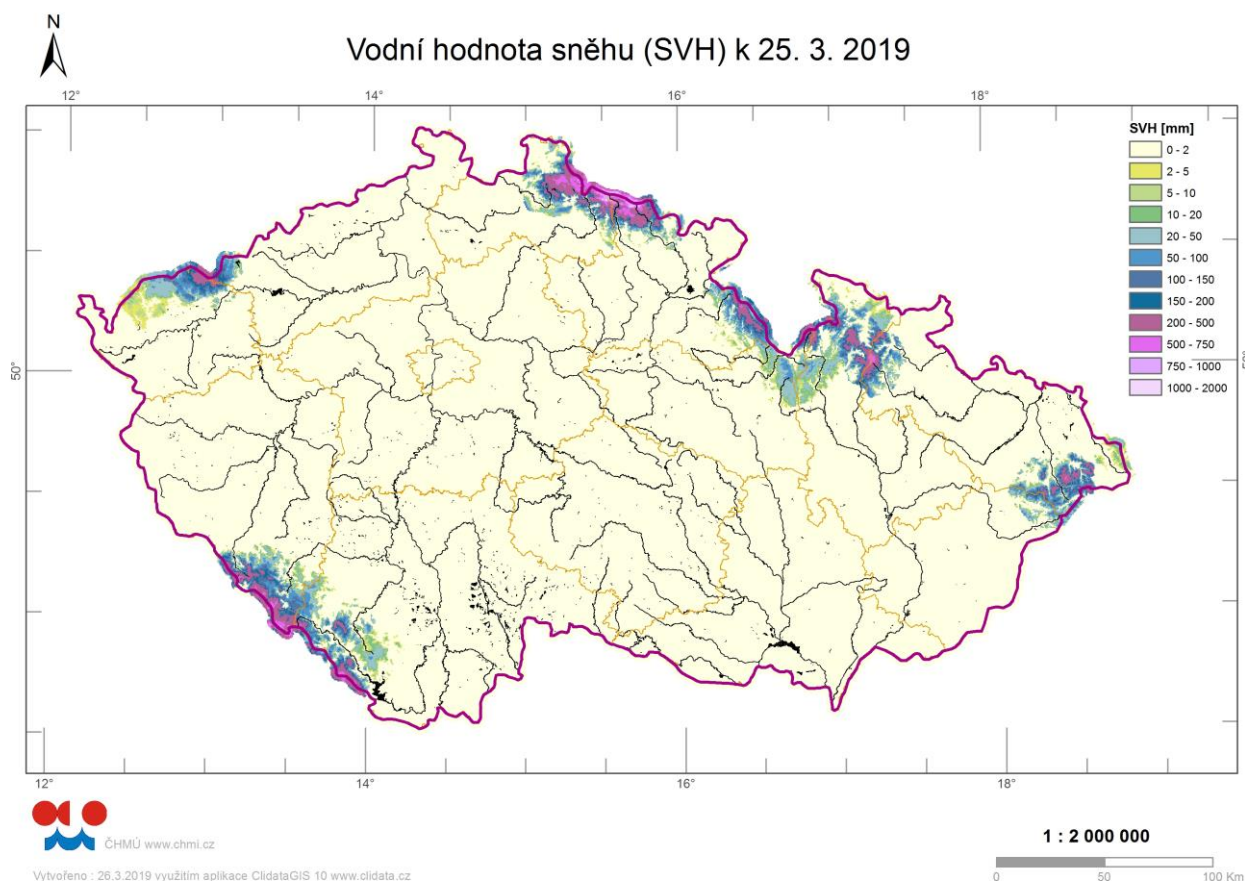 N
Vodní hodnota sněhu (SVH) k 25. 3. 2019
12°
14°
16°
18°
50°
50°
SVH [mm]
0 - 2
2 - 5
5 - 10
10 - 20
20 - 50
50 - 100
100 - 150
150 - 200
200 - 500
500 - 750
750 - 1000
1000 - 2000
12°
14°
16°
18°
ČHMÚ www.chmi.cz
1 : 2 000 000
0 50 100 Km
Vytvořeno : 26.3.2019 využitím aplikace ClidataGIS 10 www.clidata.cz